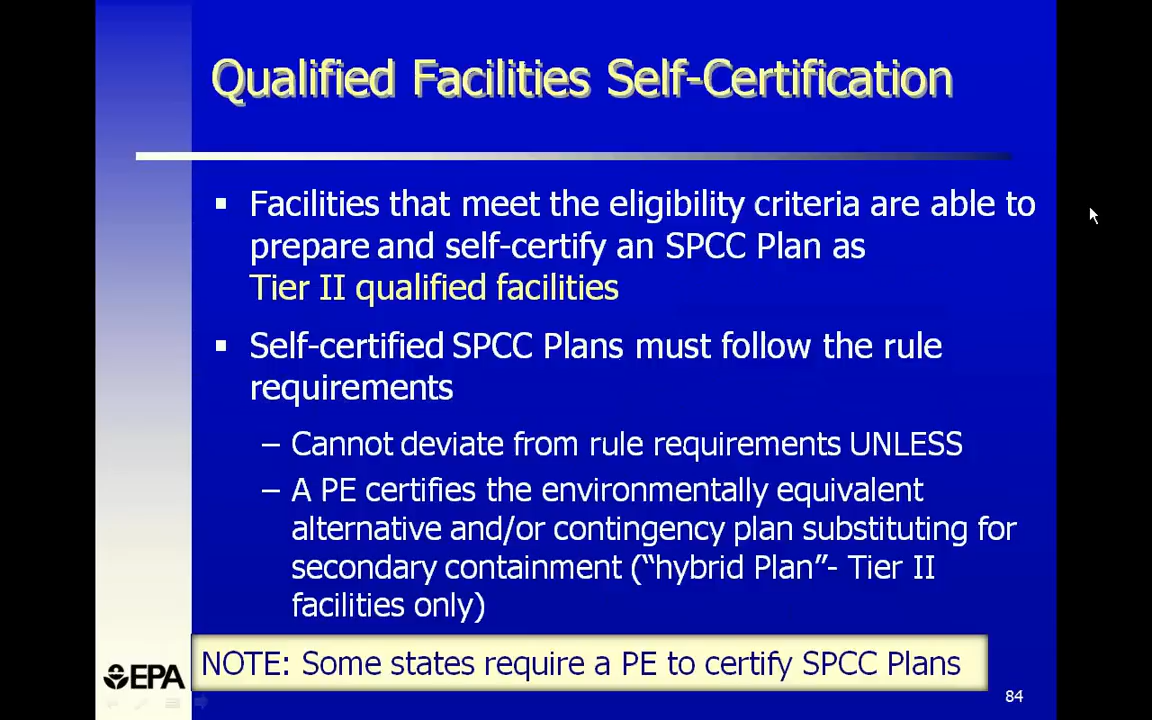 Qualified Facilities Self-Certification
▪ Facilities that meet the eligibility criteria are able to
prepare and self-certify an SPCC Plan as
Tier II qualified facilities
▪ Self-certified SPCC Plans must follow the rule
requirements
– Cannot deviate from rule requirements UNLESS
– A PE certifies the environmentally equivalent
alternative and/or contingency plan substituting for
secondary containment (“hybrid Plan”- Tier II
facilities only)
NOTE: Some states require a PE to certify SPCC Plans
EPA
84